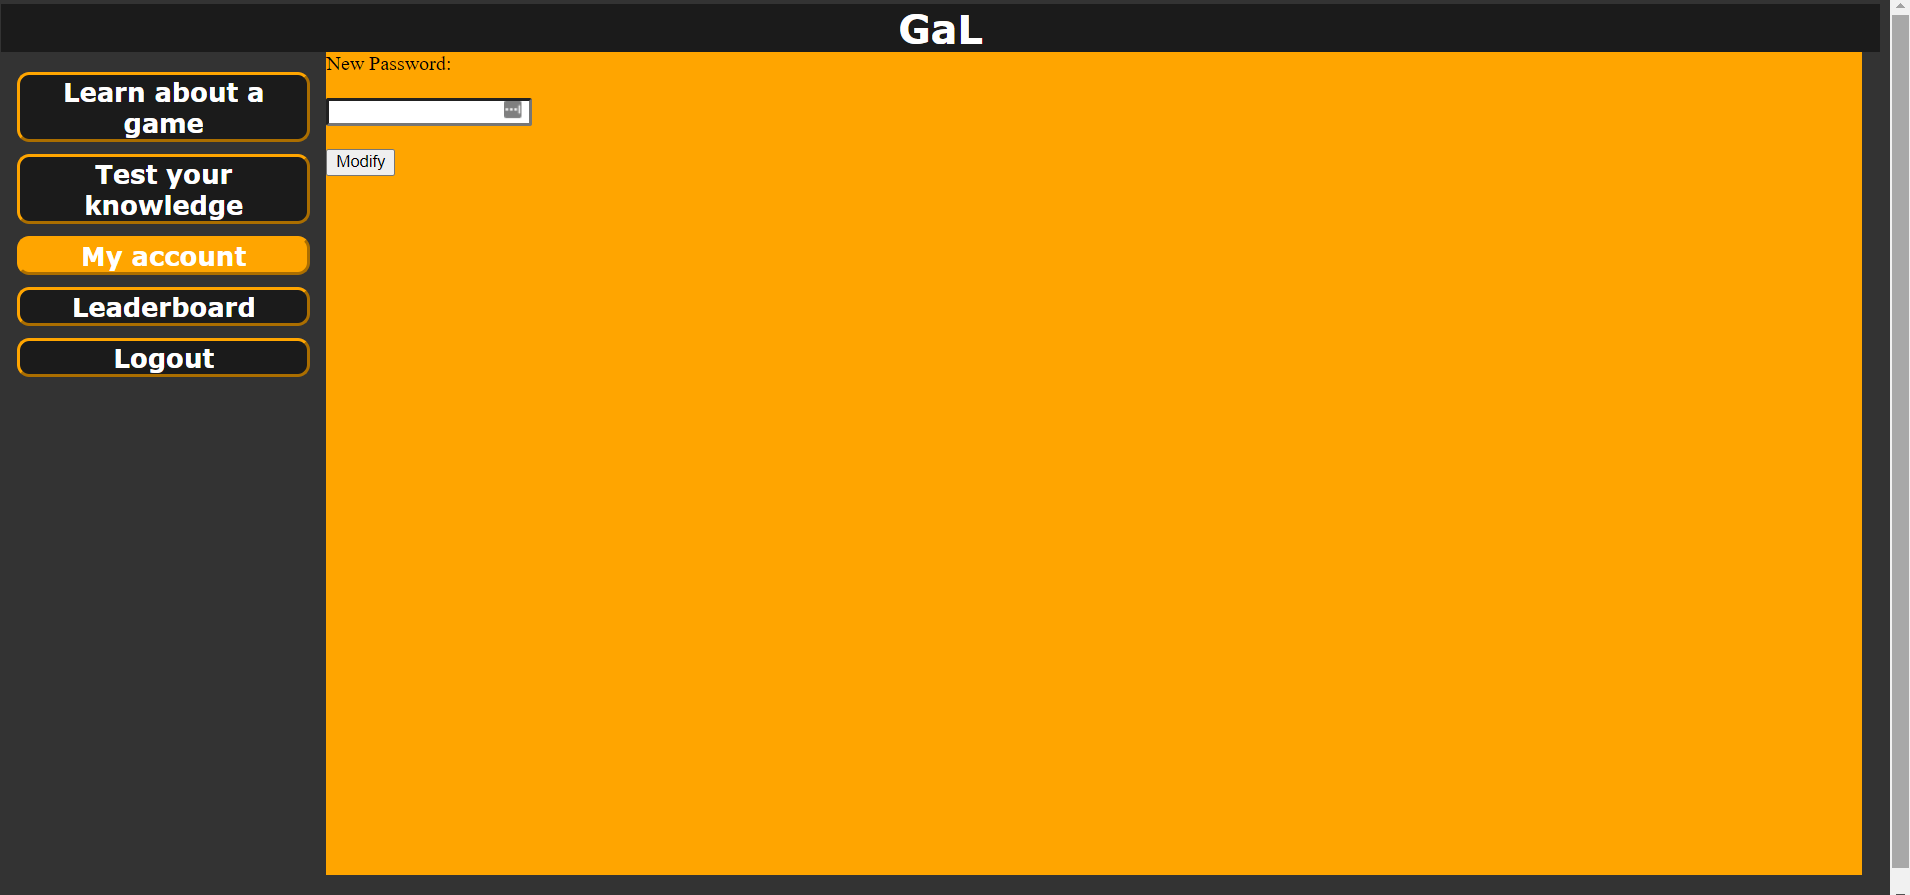 GaL
Learn about a
game
Test your
knowledge
My account
Leaderboard
Logout
New Password:
Modify